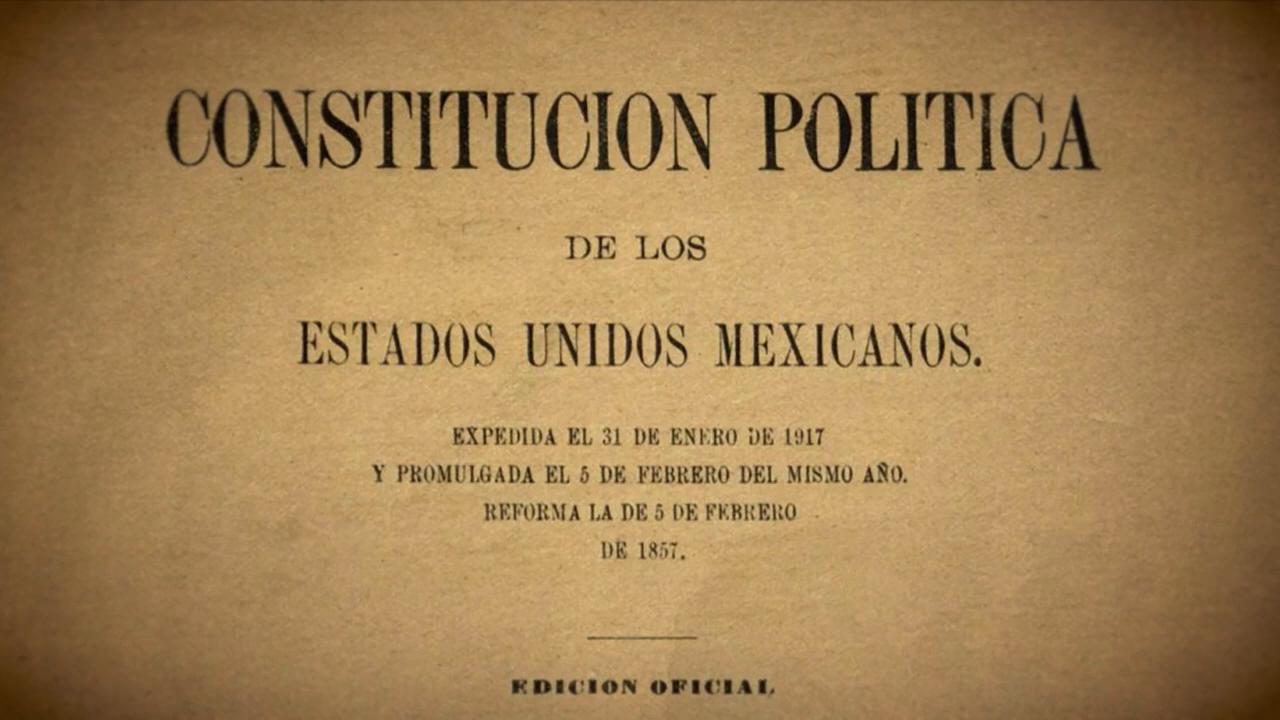 CONSTITUCION POLITICA
DE LOS
ESTADOS UNIDOS MEXICANOS.
EXPEDIDA EL 31 DE ENERO DE 1917
Y PROMULGADA EL 5 DE FEBRERO DEL MISMO AÑO.
REFORMA LA DE 5 DE FEBRERO
DE 1857.
EDICION OFICIAL